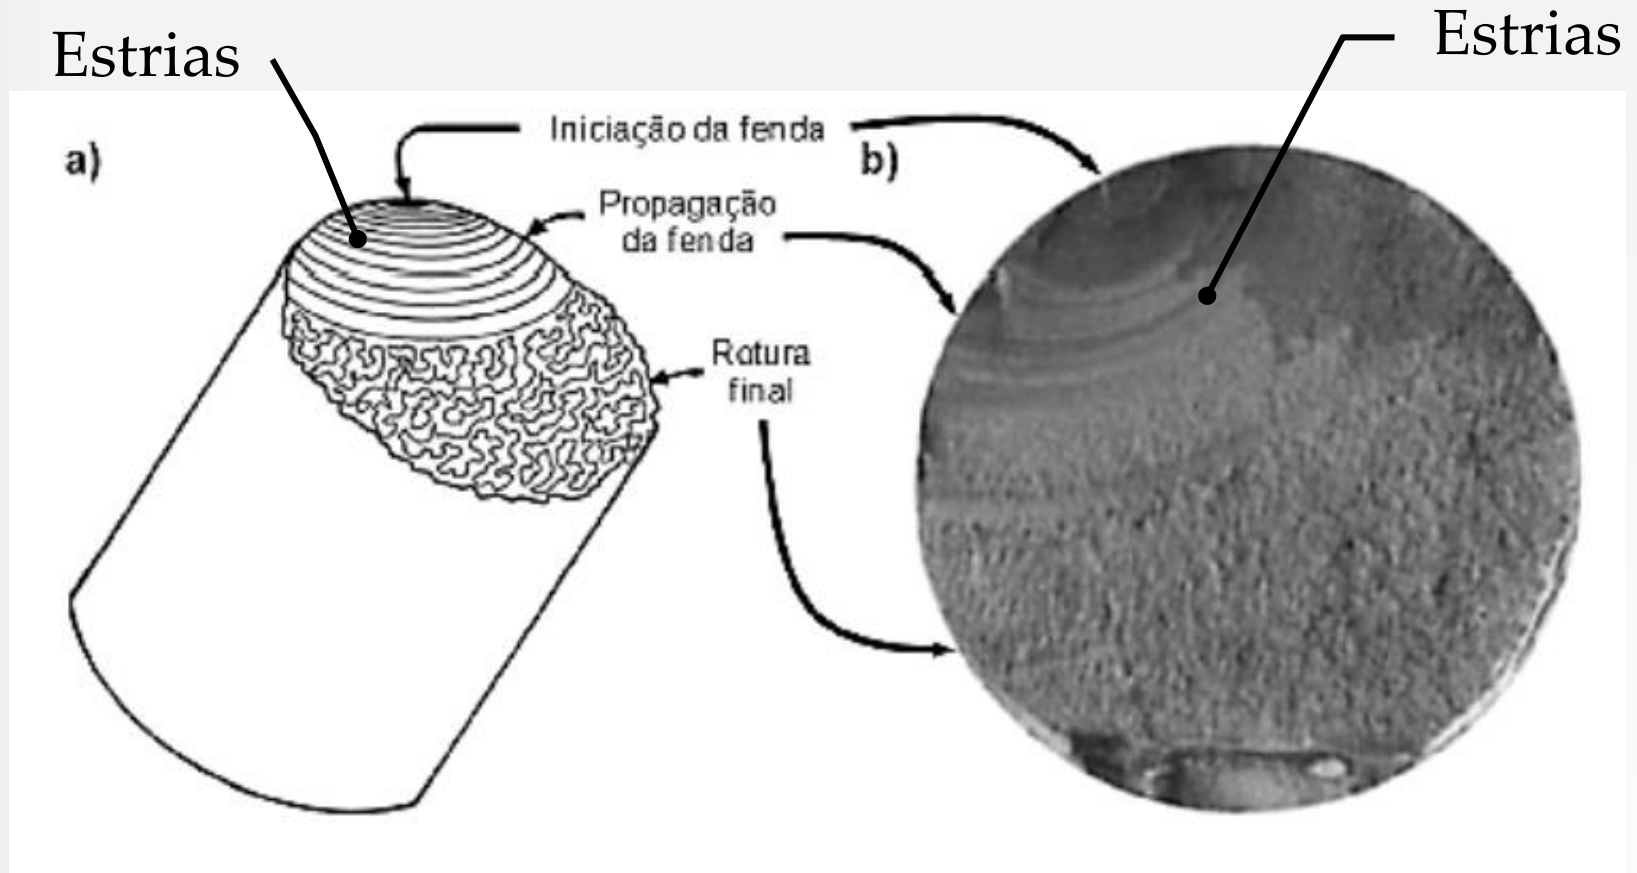 Estrias
Estrias
a)
Iniciação da fenda
b)
Propagação
da fenda
Rotura
final